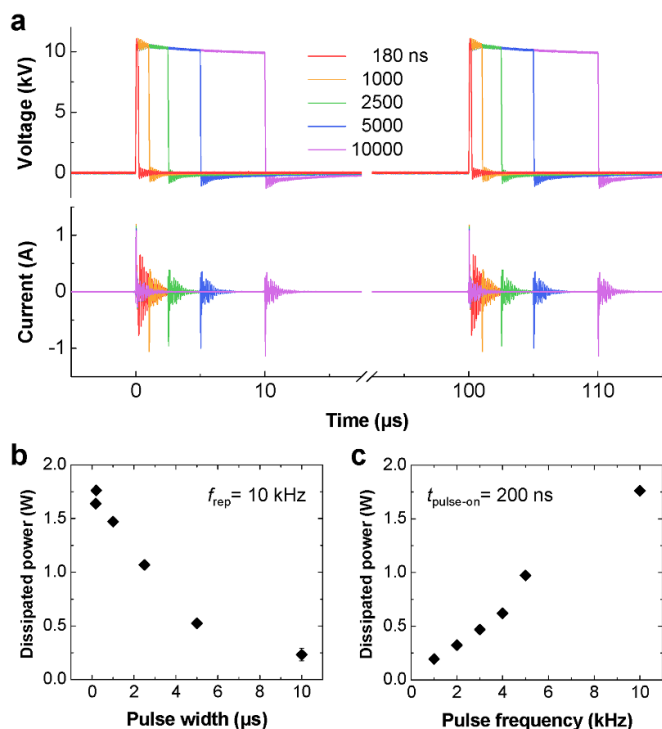 a
Voltage (kV)
10
5
0
180 ns
1000
2500
5000
10000
Current (A)
1
0
-1
0
10
100
110
Time (µs)
b
Dissipated power (W)
2.0
1.5
1.0
0.5
0.0
f_rep= 10 kHz
0 2 4 6 8 10
Pulse width (µs)
c
Dissipated power (W)
2.0
1.5
1.0
0.5
0.0
t_pulse-on= 200 ns
0 2 4 6 8 10
Pulse frequency (kHz)